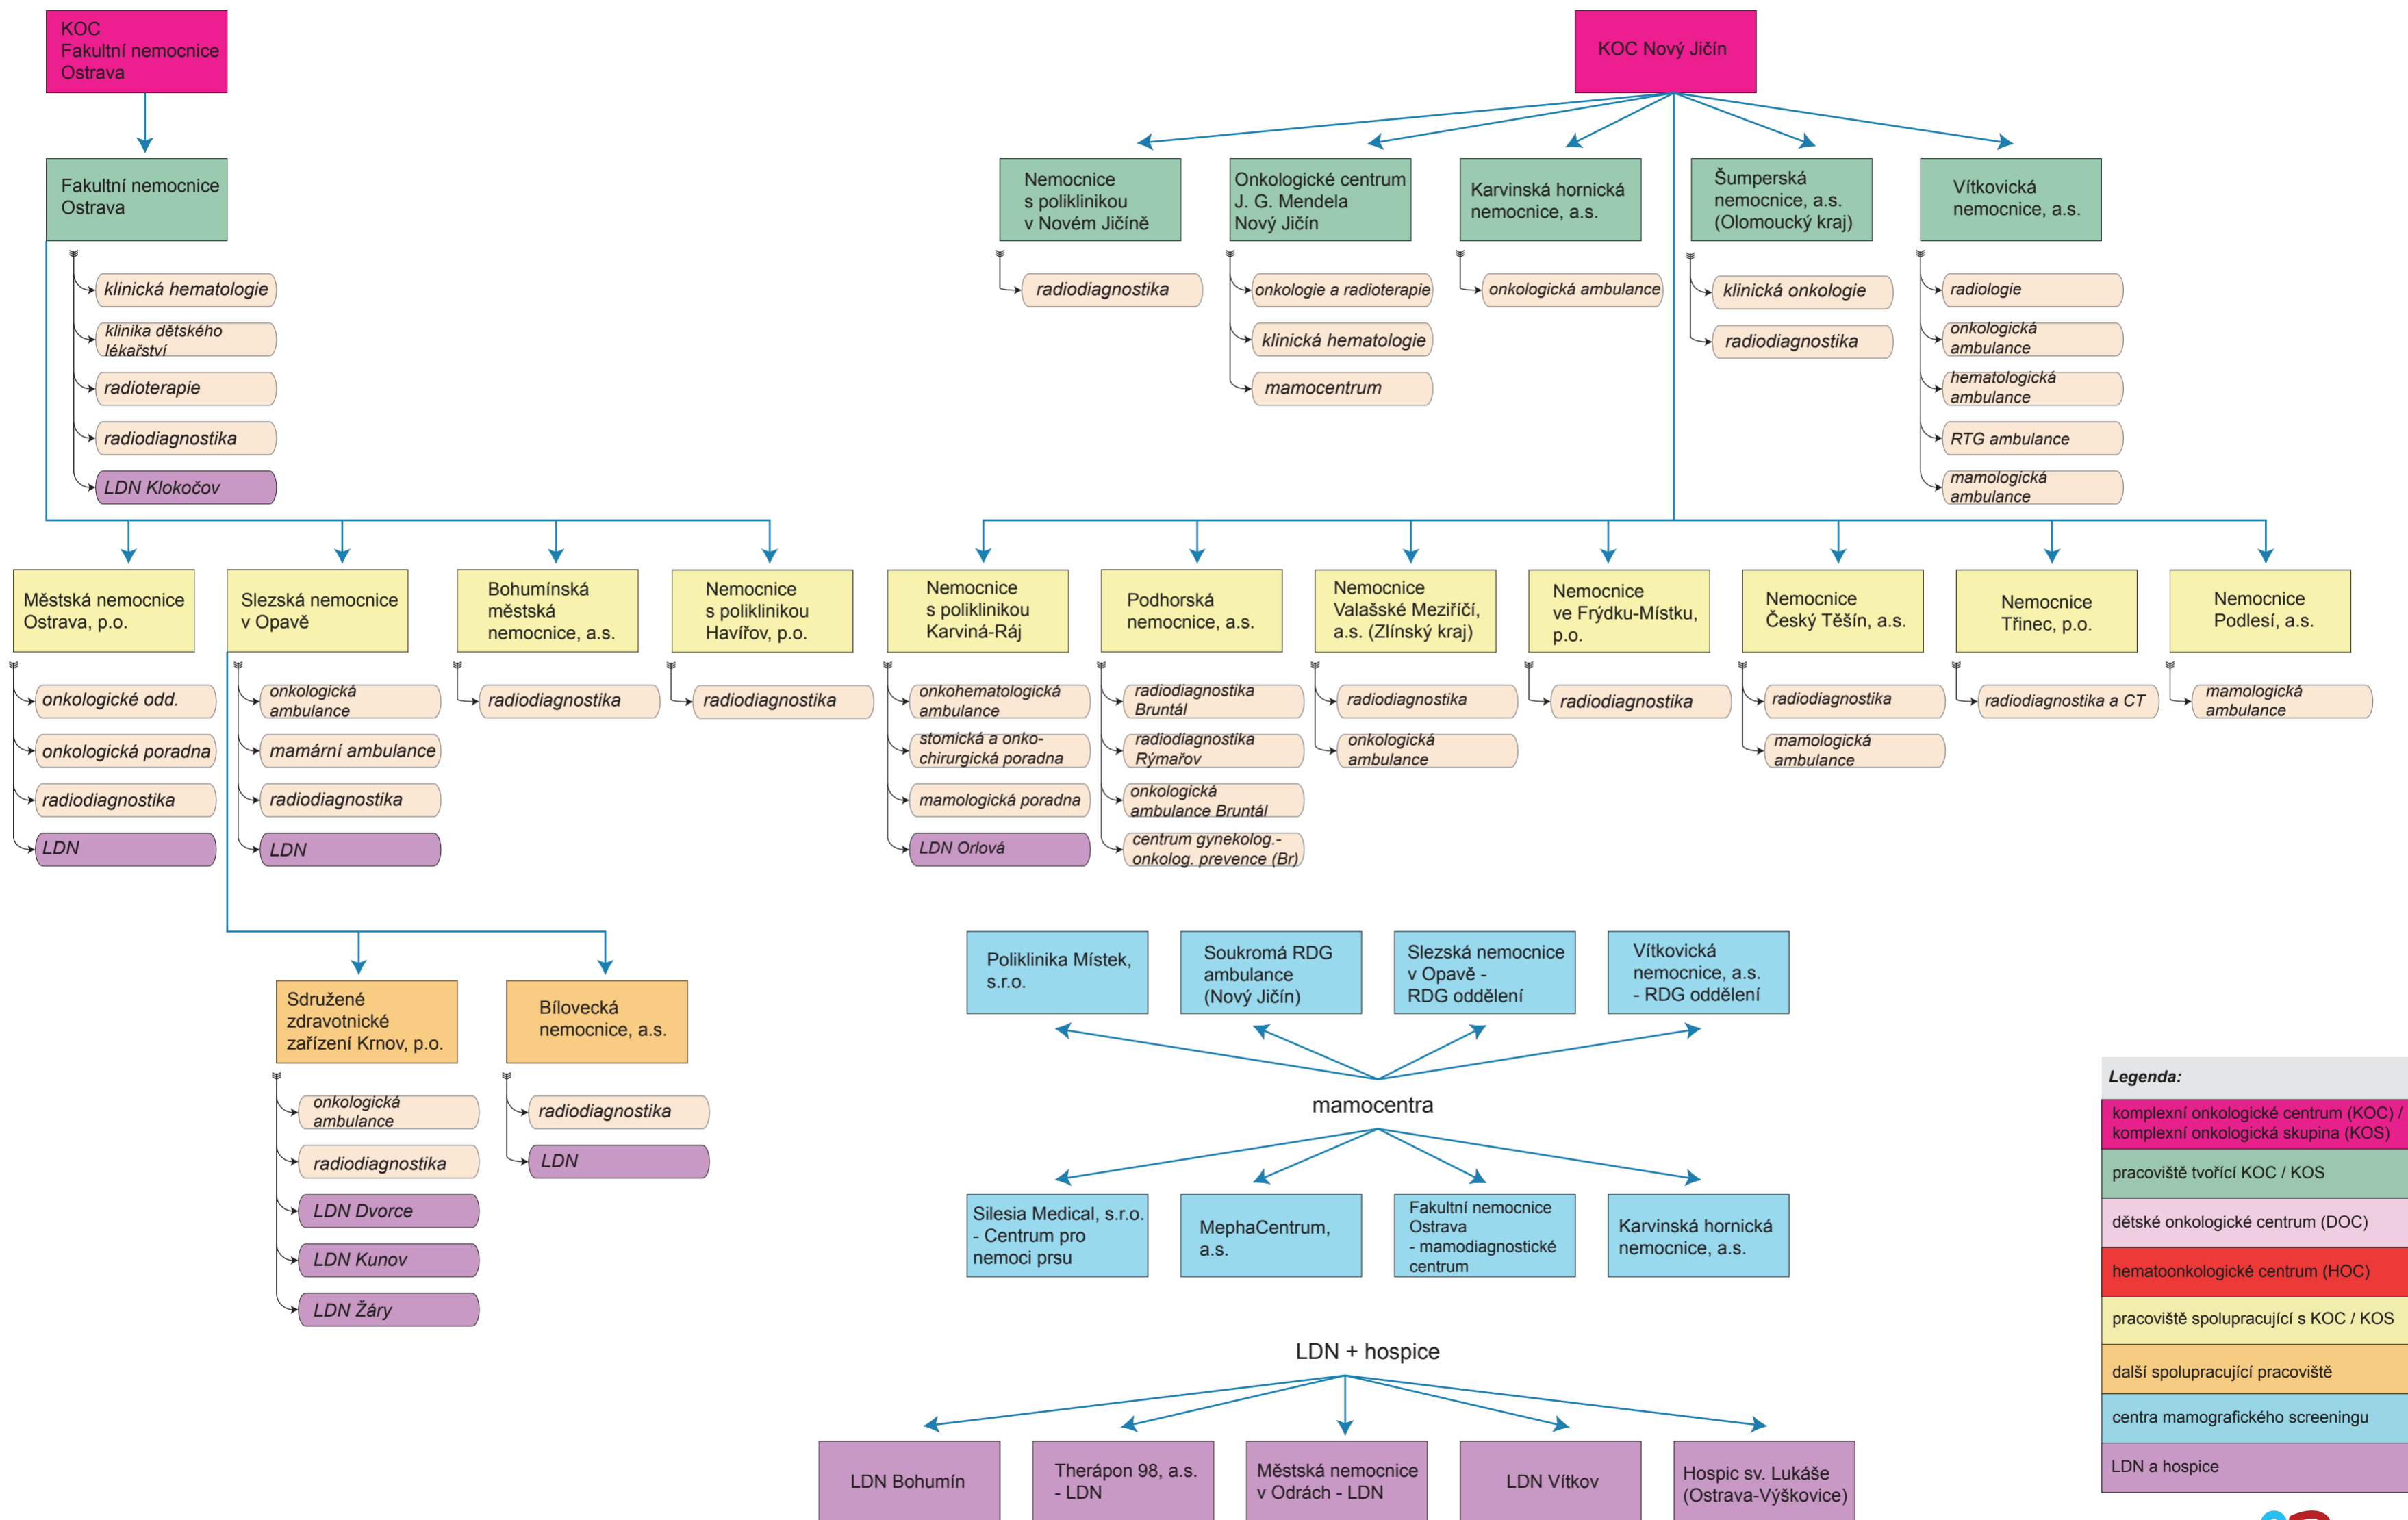 KOC
Fakultní nemocnice
Ostrava
KOC Nový Jičín
Fakultní nemocnice
Ostrava
klinická hematologie
klinika dětského
lékařství
radioterapie
radiodiagnostika
LDN Klokočov
Nemocnice
s poliklinikou
v Novém Jičíně
radiodiagnostika
Onkologické centrum
J. G. Mendela
Nový Jičín
onkologie a radioterapie
klinická hematologie
mamocentrum
Karvinská hornická
nemocnice, a.s.
onkologická ambulance
Šumperská
nemocnice, a.s.
(Olomoucký kraj)
klinická onkologie
radiodiagnostika
Vítkovická
nemocnice, a.s.
radiologie
onkologická
ambulance
hematologická
ambulance
RTG ambulance
mamologická
ambulance
Městská nemocnice
Ostrava, p.o.
onkologické odd.
onkologická poradna
radiodiagnostika
LDN
Slezská nemocnice
v Opavě
onkologická
ambulance
mamární ambulance
radiodiagnostika
LDN
Bohumínská
městská
nemocnice, a.s.
radiodiagnostika
Nemocnice
s poliklinikou
Havířov, p.o.
radiodiagnostika
Nemocnice
s poliklinikou
Karviná-Ráj
onkohematologická
ambulance
stomická a onko-
chirurgická poradna
mamologická poradna
LDN Orlová
Podhorská
nemocnice, a.s.
radiodiagnostika
Bruntál
radiodiagnostika
Rýmařov
onkologická
ambulance Bruntál
centrum gynekolog.-
onkolog. prevence (Br)
Nemocnice
Valašské Meziříčí,
a.s. (Zlínský kraj)
radiodiagnostika
onkologická
ambulance
Nemocnice
ve Frýdku-Místku,
p.o.
radiodiagnostika
Nemocnice
Český Těšín, a.s.
radiodiagnostika
mamologická
ambulance
Nemocnice
Třinec, p.o.
radiodiagnostika a CT
Nemocnice
Podlesí, a.s.
mamologická
ambulance
Sdružené
zdravotnické
zařízení Krnov, p.o.
onkologická
ambulance
radiodiagnostika
LDN Dvorce
LDN Kunov
LDN Žáry
Bílovecká
nemocnice, a.s.
radiodiagnostika
LDN
Poliklinika Místek,
s.r.o.
Soukromá RDG
ambulance
(Nový Jičín)
Slezská nemocnice
v Opavě -
RDG oddělení
Vítkovická
nemocnice, a.s.
- RDG oddělení
mamocentra
Silesia Medical, s.r.o.
- Centrum pro
nemoci prsu
MephaCentrum,
a.s.
Fakultní nemocnice
Ostrava
- mamodiagnostické
centrum
Karvinská hornická
nemocnice, a.s.
LDN + hospice
LDN Bohumín
Therápon 98, a.s.
- LDN
Městská nemocnice
v Odrách - LDN
LDN Vítkov
Hospic sv. Lukáše
(Ostrava-Výškovice)
Legenda:
komplexní onkologické centrum (KOC) /
komplexní onkologická skupina (KOS)
pracoviště tvořící KOC / KOS
dětské onkologické centrum (DOC)
hematoonkologické centrum (HOC)
pracoviště spolupracující s KOC / KOS
další spolupracující pracoviště
centra mamografického screeningu
LDN a hospice